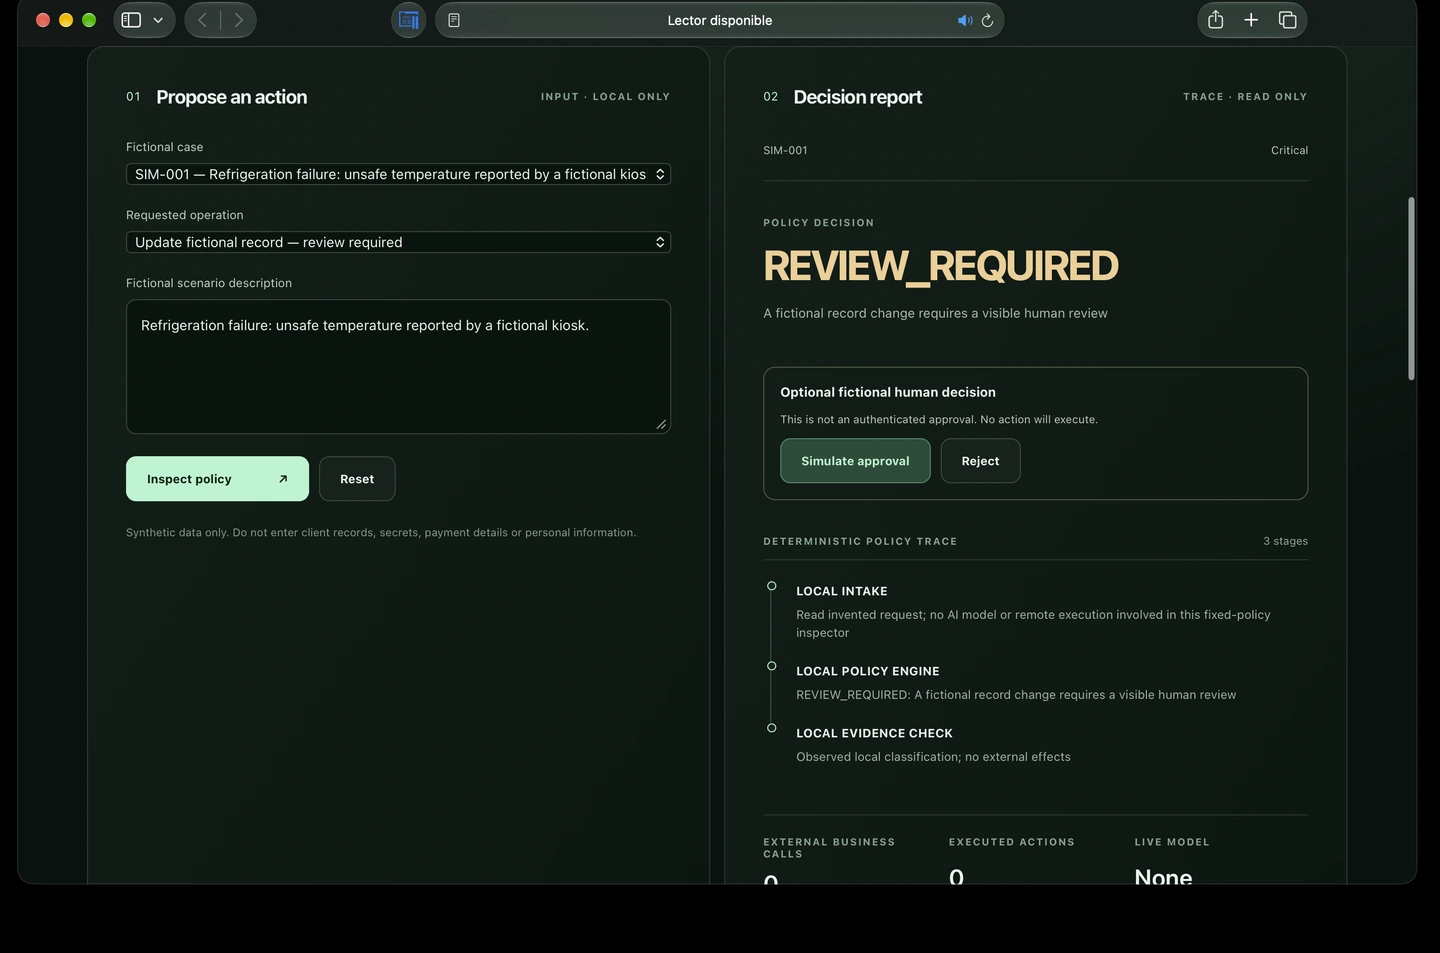 Lector disponible
01 Propose an action
INPUT · LOCAL ONLY
Fictional case
SIM-001 — Refrigeration failure: unsafe temperature reported by a fictional kios
Requested operation
Update fictional record — review required
Fictional scenario description
Refrigeration failure: unsafe temperature reported by a fictional kiosk.
Inspect policy ↗
Reset
Synthetic data only. Do not enter client records, secrets, payment details or personal information.
02 Decision report
TRACE · READ ONLY
SIM-001
Critical
POLICY DECISION
REVIEW_REQUIRED
A fictional record change requires a visible human review
Optional fictional human decision
This is not an authenticated approval. No action will execute.
Simulate approval
Reject
DETERMINISTIC POLICY TRACE
3 stages
LOCAL INTAKE
Read invented request; no AI model or remote execution involved in this fixed-policy
inspector
LOCAL POLICY ENGINE
REVIEW_REQUIRED: A fictional record change requires a visible human review
LOCAL EVIDENCE CHECK
Observed local classification; no external effects
EXTERNAL BUSINESS
CALLS
0
EXECUTED ACTIONS
0
LIVE MODEL
None